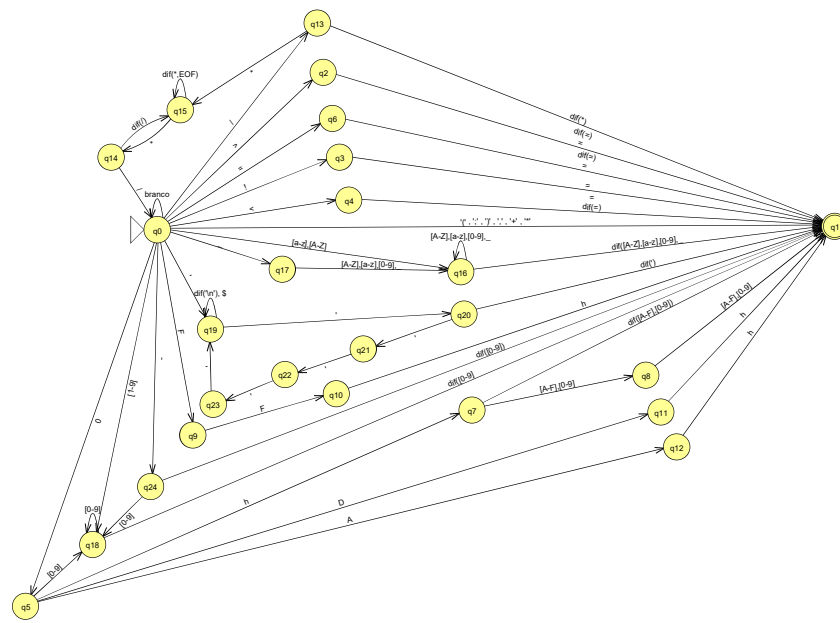 q13
*
dif(*,EOF)
q2
q15
dif(/)
*
/
^
q6
dif(*)
dif(=)
=
dif(=)
=
q14
q3
!
=
=
dif(=)
branco
<
q4
q0
[a-z],[A-Z]
[A-Z],[a-z],[0-9],_
q1
q17
[A-Z],[a-z],[0-9],_
q16
dif([A-Z],[a-z],[0-9],_
dif(')
dif('\n'), $
q19
'
q20
h
dif([A-F],[0-9])
F
[1-9]
q21
q22
dif([0-9])
dif([0-9]
[A-F],[0-9]
h
h
q23
q10
q8
[A-F],[0-9]
F
q7
q11
0
q9
q12
q24
h
D
A
[0-9]
[0-9]
q18
[0-9]
q5